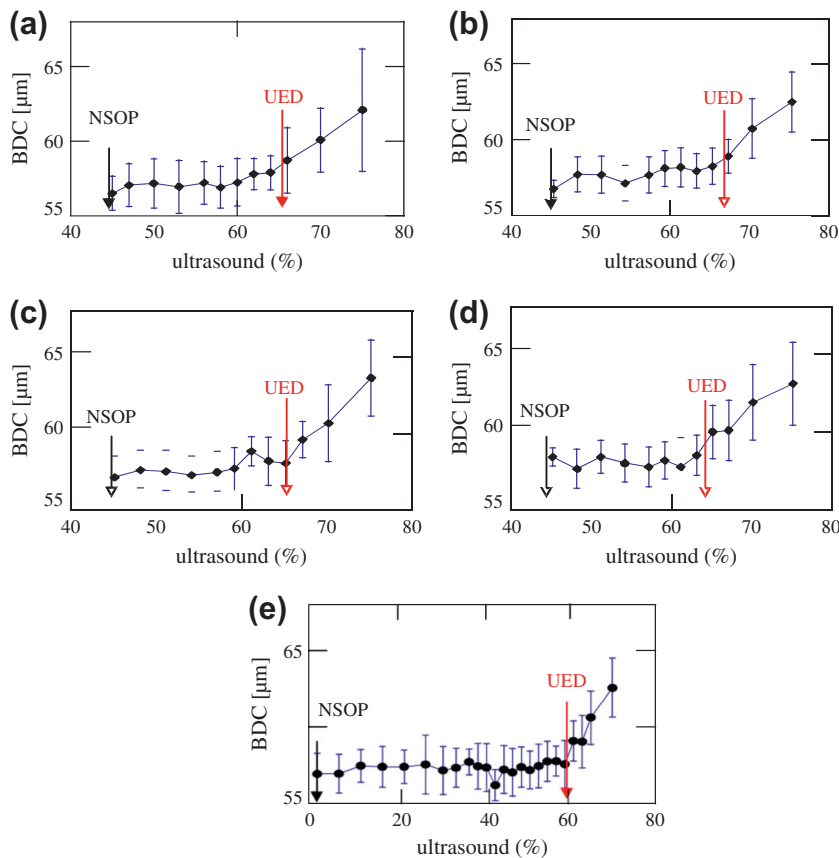 (a)
BDC [µm]
65
60
55
NSOP
UED
40 50 60 70 80
ultrasound (%)
(b)
BDC [µm]
65
60
55
NSOP
UED
40 50 60 70 80
ultrasound (%)
(c)
BDC [µm]
65
60
55
NSOP
UED
40 50 60 70 80
ultrasound (%)
(d)
BDC [µm]
65
60
55
NSOP
UED
40 50 60 70 80
ultrasound (%)
(e)
BDC [µm]
65
55
NSOP
UED
0 20 40 60 80
ultrasound (%)